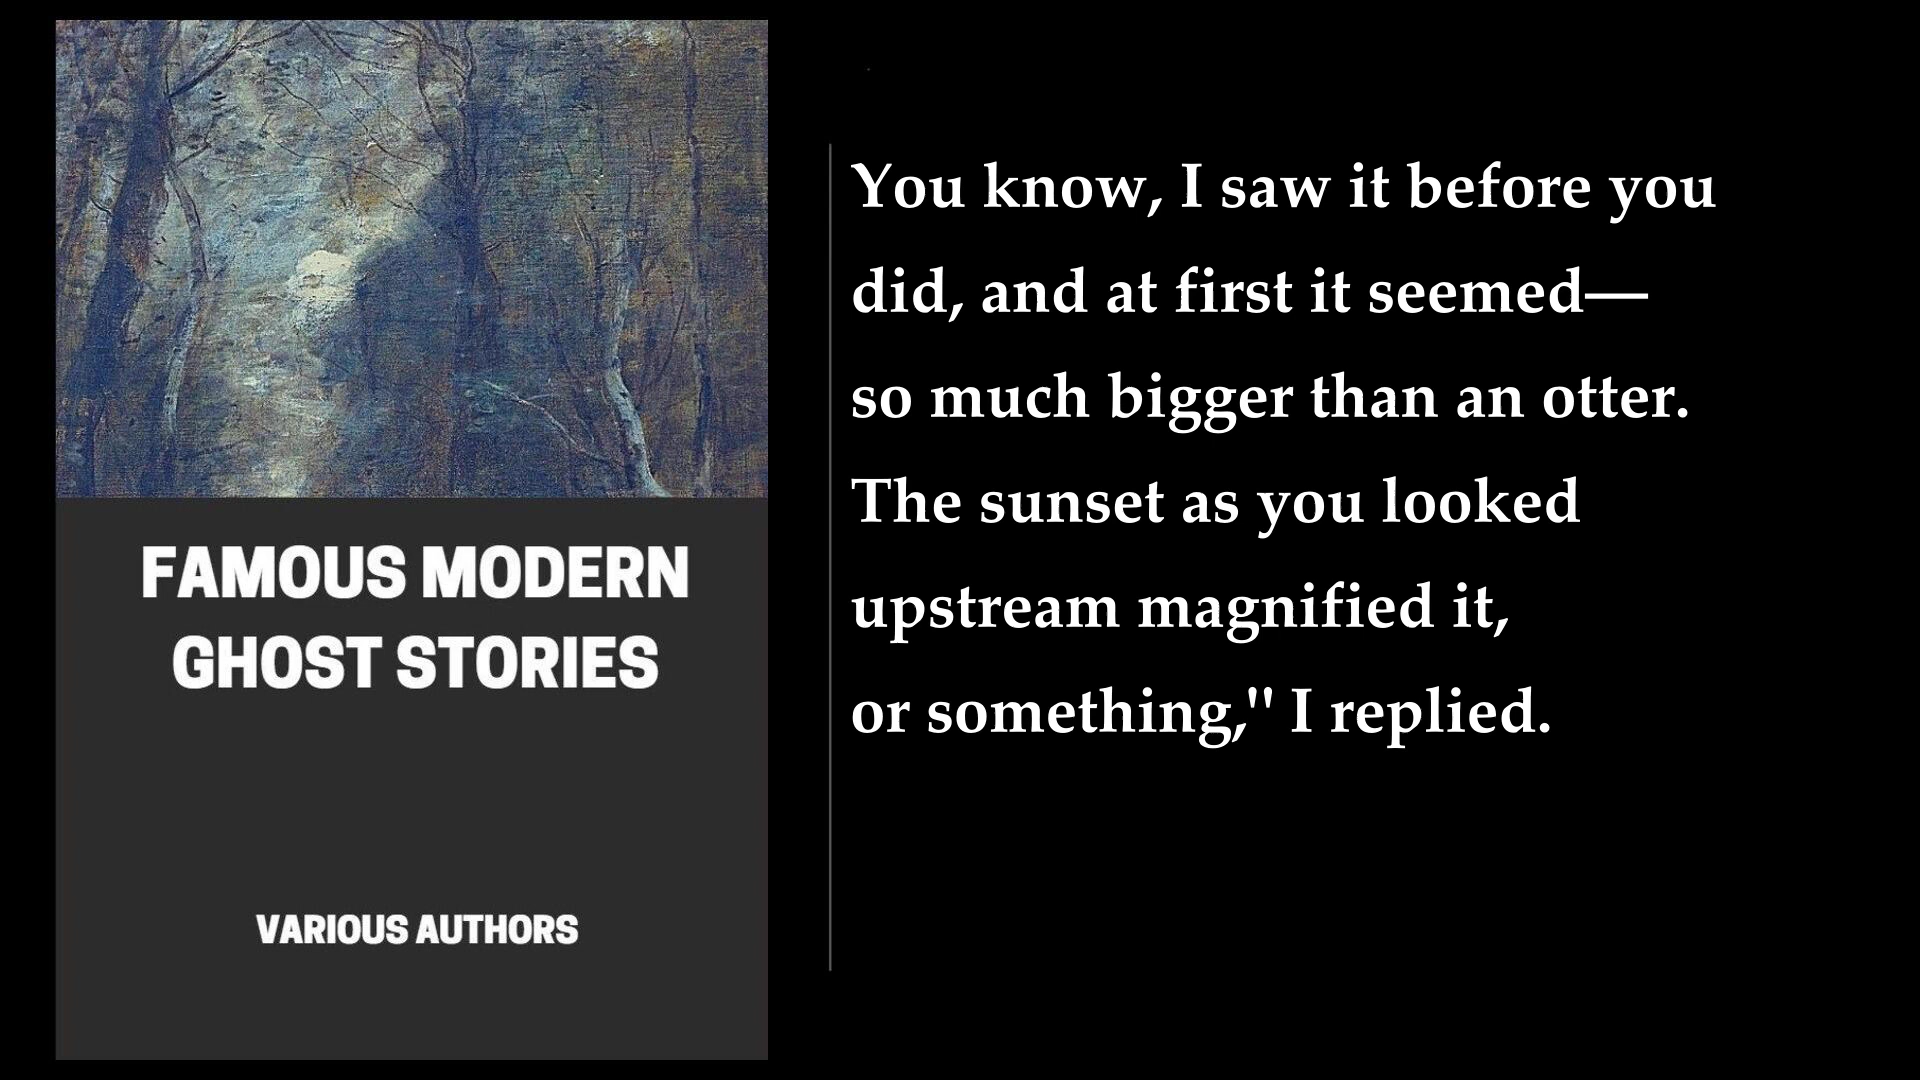 FAMOUS MODERN
GHOST STORIES
VARIOUS AUTHORS
You know, I saw it before you
did, and at first it seemed—
so much bigger than an otter.
The sunset as you looked
upstream magnified it,
or something," I replied.